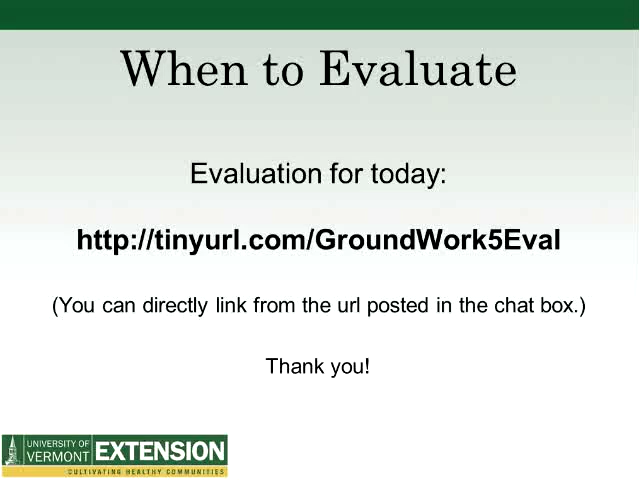 When to Evaluate
Evaluation for today:
http://tinyurl.com/GroundWork5Eval
(You can directly link from the url posted in the chat box.)
Thank you!
UNIVERSITY OF
VERMONT
EXTENSION
CULTIVATING HEALTHY COMMUNITIES